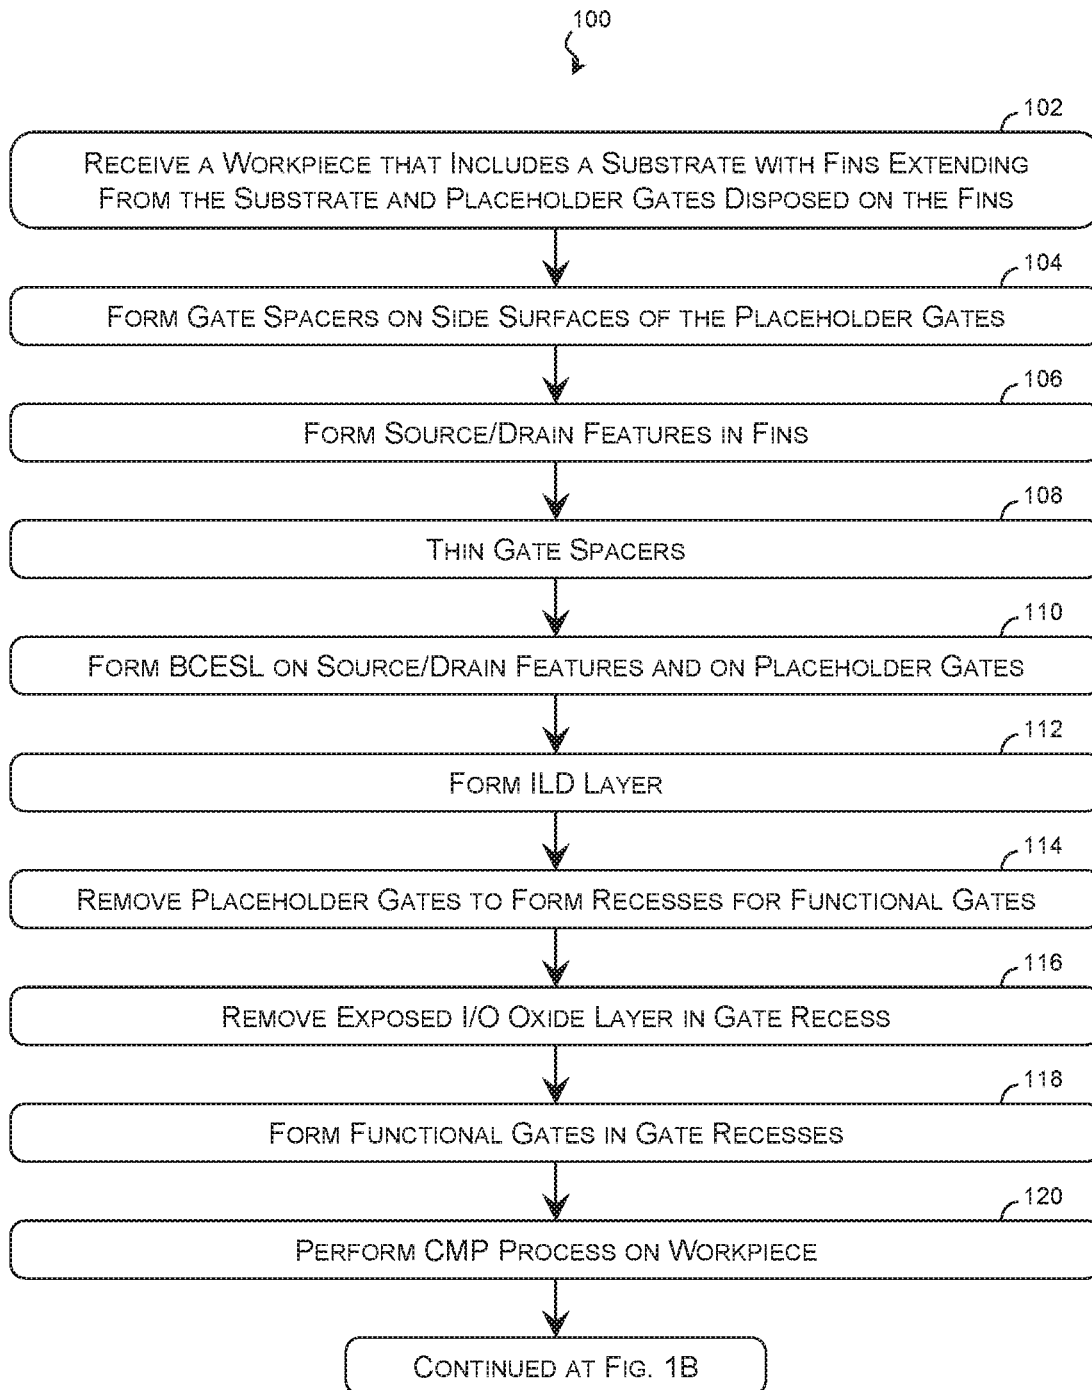 100
102
Receive a Workpiece that Includes a Substrate with Fins Extending
From the Substrate and Placeholder Gates Disposed on the Fins
104
Form Gate Spacers on Side Surfaces of the Placeholder Gates
106
Form Source/Drain Features in Fins
108
Thin Gate Spacers
110
Form BCESL on Source/Drain Features and on Placeholder Gates
112
Form ILD Layer
114
Remove Placeholder Gates to Form Recesses for Functional Gates
116
Remove Exposed I/O Oxide Layer in Gate Recess
118
Form Functional Gates in Gate Recesses
120
Perform CMP Process on Workpiece
Continued at Fig. 1B